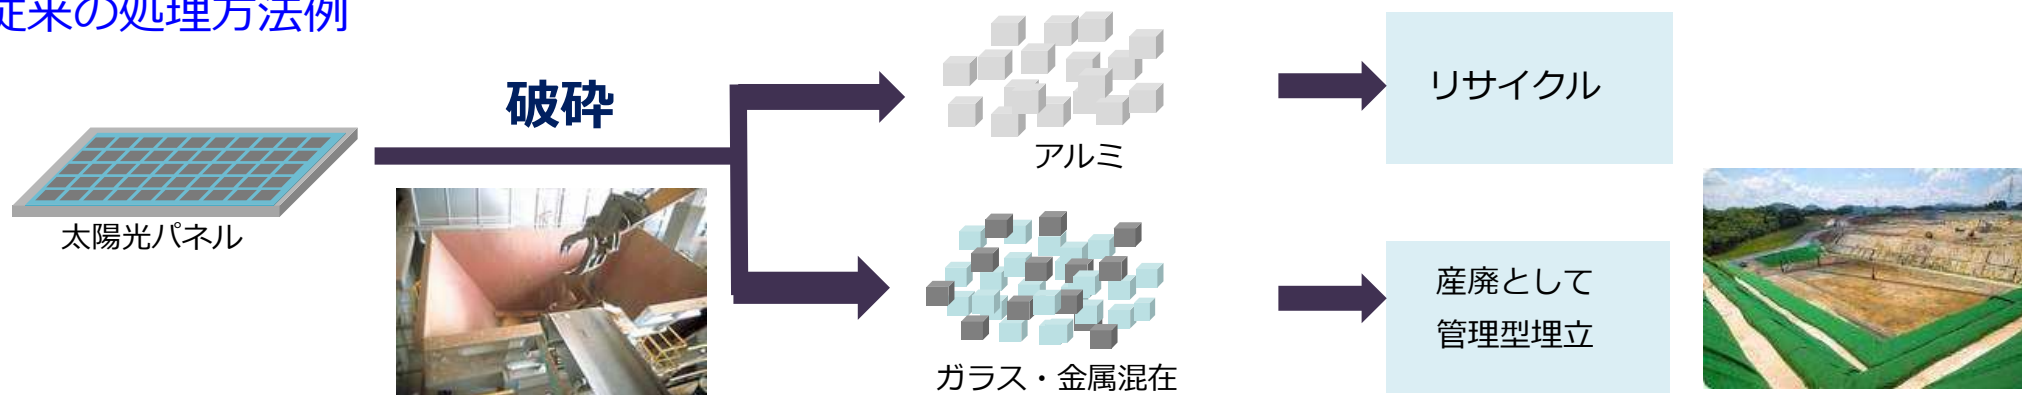 従来の処理方法例
破砕
太陽光パネル
アルミ
リサイクル
ガラス・金属混在
産廃として
管理型埋立